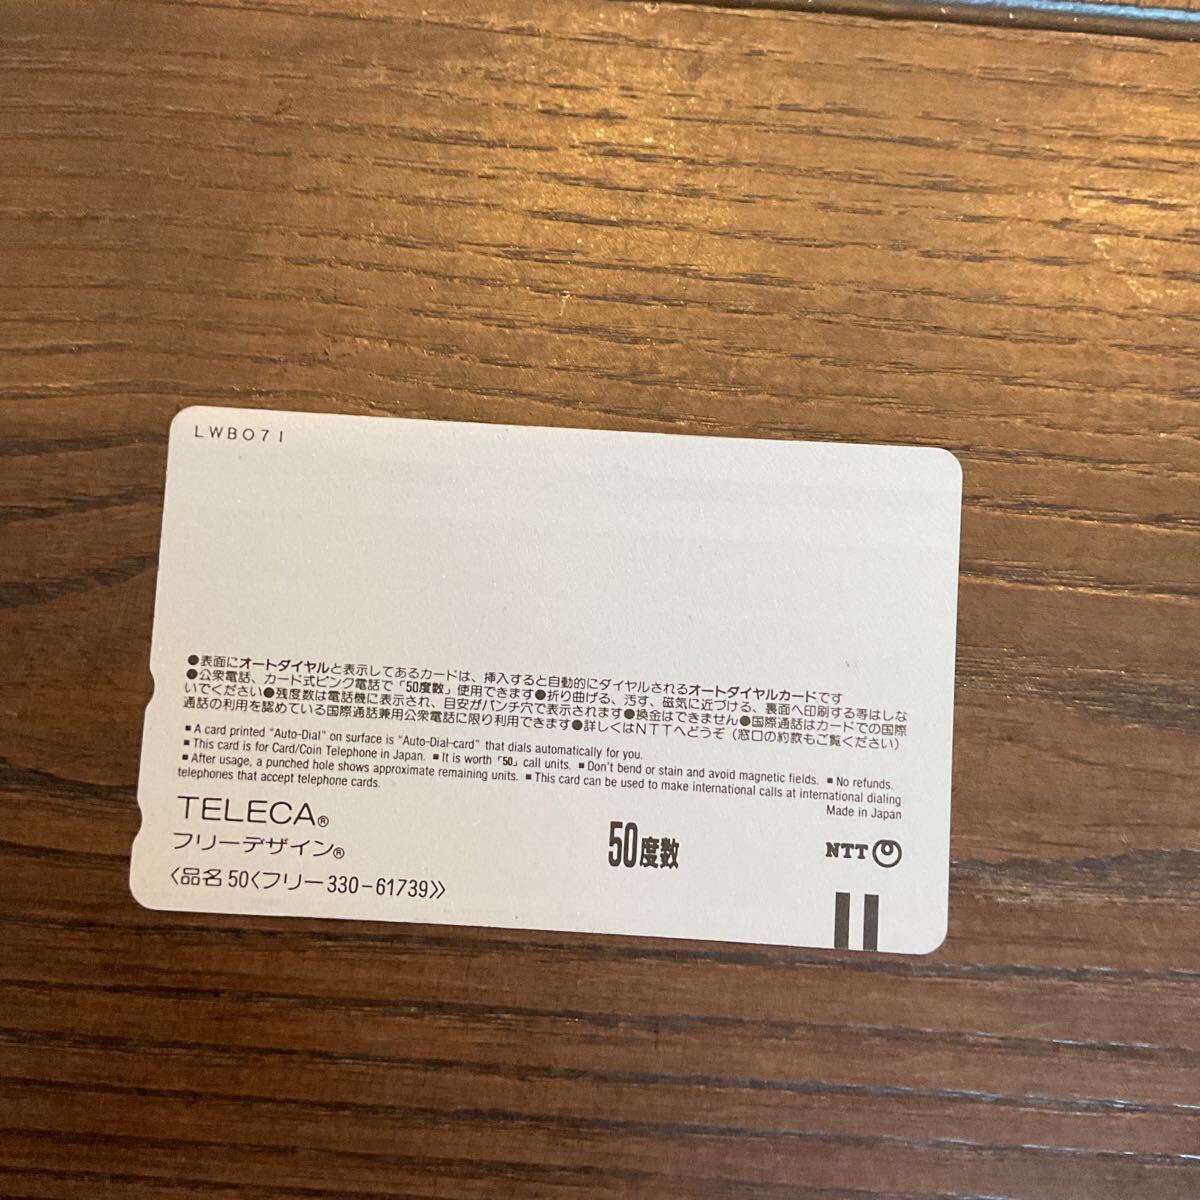 LWB071
●表面にオートダイヤルと表示してあるカードは、挿入すると自動的にダイヤルされるオートダイヤルカードです
●公衆電話、カード式ピンク電話で「50度数」使用できます●折り曲げる、汚す、磁気に近づける、裏面へ印刷する等はしな
いでください●残度数は電話機に表示され、目安がパンチ穴で表示されます●換金はできません●国際通話はカードでの国際
通話の利用を認めている国際通話兼用公衆電話に限り利用できます●詳しくはNTTへどうぞ（窓口の約款もご覧ください）
■ A card printed “Auto-Dial” on surface is “Auto-Dial-card” that dials automatically for you.
■ This card is for Card/Coin Telephone in Japan. ■ It is worth「50」call units. ■ Don't bend or stain and avoid magnetic fields. ■ No refunds.
■ After usage, a punched hole shows approximate remaining units. ■ This card can be used to make international calls at international dialing
telephones that accept telephone cards.
Made in Japan
TELECA®
フリーデザイン®
〈品名50〈フリー330-61739〉〉
50度数
NTT